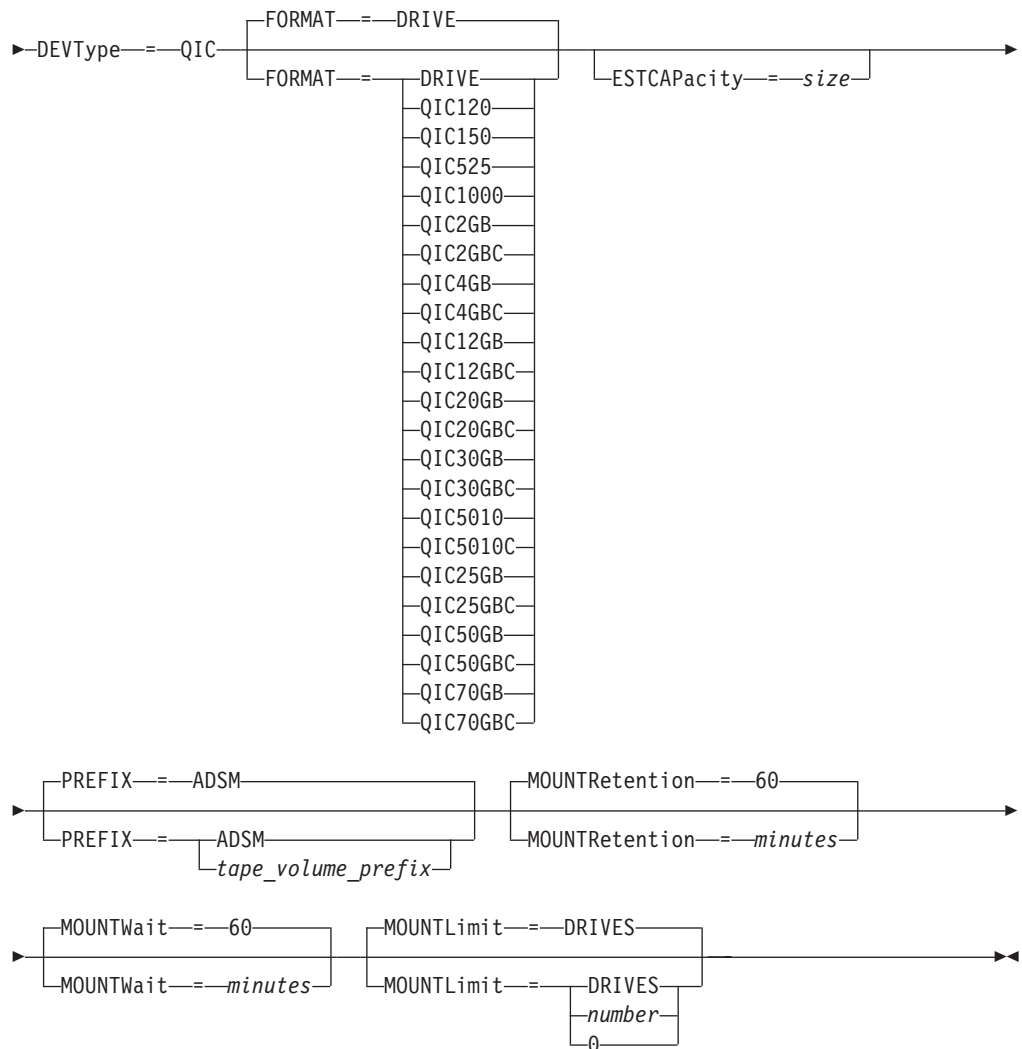 FORMAT = DRIVE
DEVType = QIC
FORMAT = DRIVE
ESTCAPacity = size
QIC120
QIC150
QIC525
QIC1000
QIC2GB
QIC2GBC
QIC4GB
QIC4GBC
QIC12GB
QIC12GBC
QIC20GB
QIC20GBC
QIC30GB
QIC30GBC
QIC5010
QIC5010C
QIC25GB
QIC25GBC
QIC50GB
QIC50GBC
QIC70GB
QIC70GBC
PREFIX = ADSM
MOUNTRetention = 60
PREFIX = ADSM
MOUNTRetention = minutes
tape_volume_prefix
MOUNTWait = 60
MOUNTLimit = DRIVES
MOUNTWait = minutes
MOUNTLimit = DRIVES
number
0